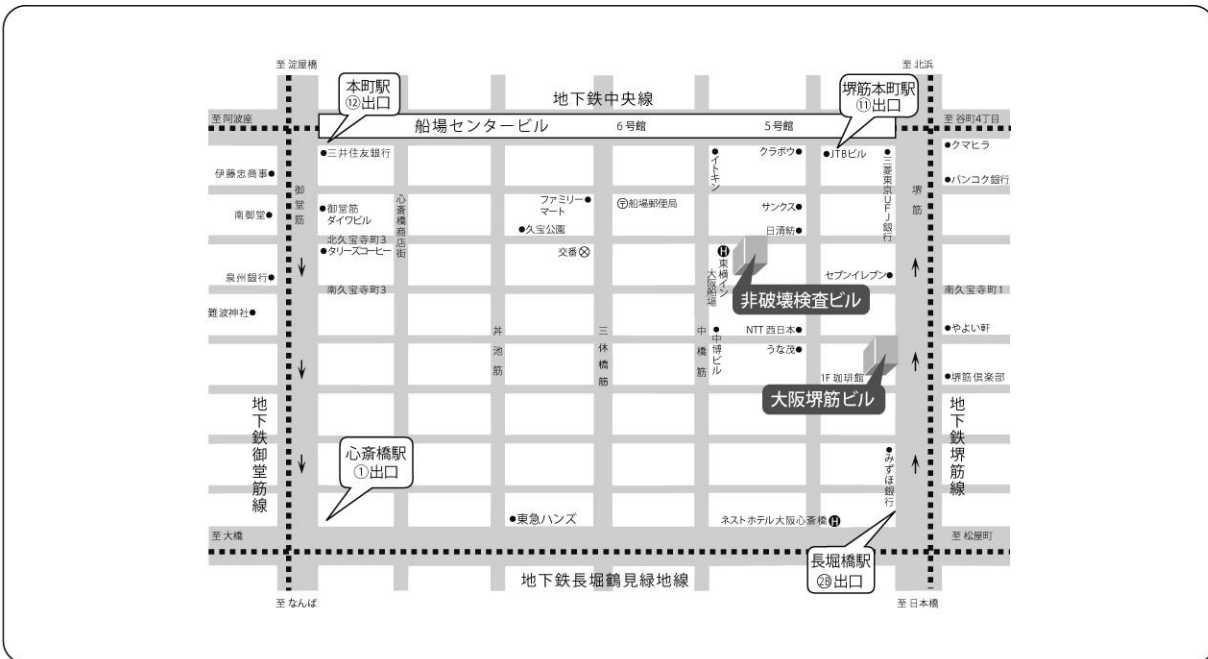 至 淀屋橋
至 北浜
本町駅
⑫出口
地下鉄中央線
堺筋本町駅
⑪出口
至 阿波座
船場センタービル
6号館
5号館
至 谷町4丁目
三井住友銀行
イトキン
クラボウ
JTBビル
三菱東京UFJ銀行
クマヒラ
伊藤忠商事
バンコク銀行
御堂筋
心斎橋商店街
堺筋
南御堂
御堂筋
ダイワビル
ファミリー
マート
〒船場郵便局
サンクス
久宝公園
日清紡
北久宝寺町3
タリーズコーヒー
交番
H
東横イン
大阪船場
泉州銀行
セブンイレブン
非破壊検査ビル
南久宝寺町3
南久宝寺町1
難波神社
丼池筋
三休橋筋
中橋筋
中博ビル
NTT 西日本
やよい軒
うな茂
1F 珈琲館
堺筋倶楽部
大阪堺筋ビル
地下鉄御堂筋線
地下鉄堺筋線
心斎橋駅
①出口
みずほ銀行
東急ハンズ
ネストホテル大阪心斎橋 H
至 大橋
至 松屋町
長堀橋駅
2B出口
地下鉄長堀鶴見緑地線
至 なんば
至 日本橋